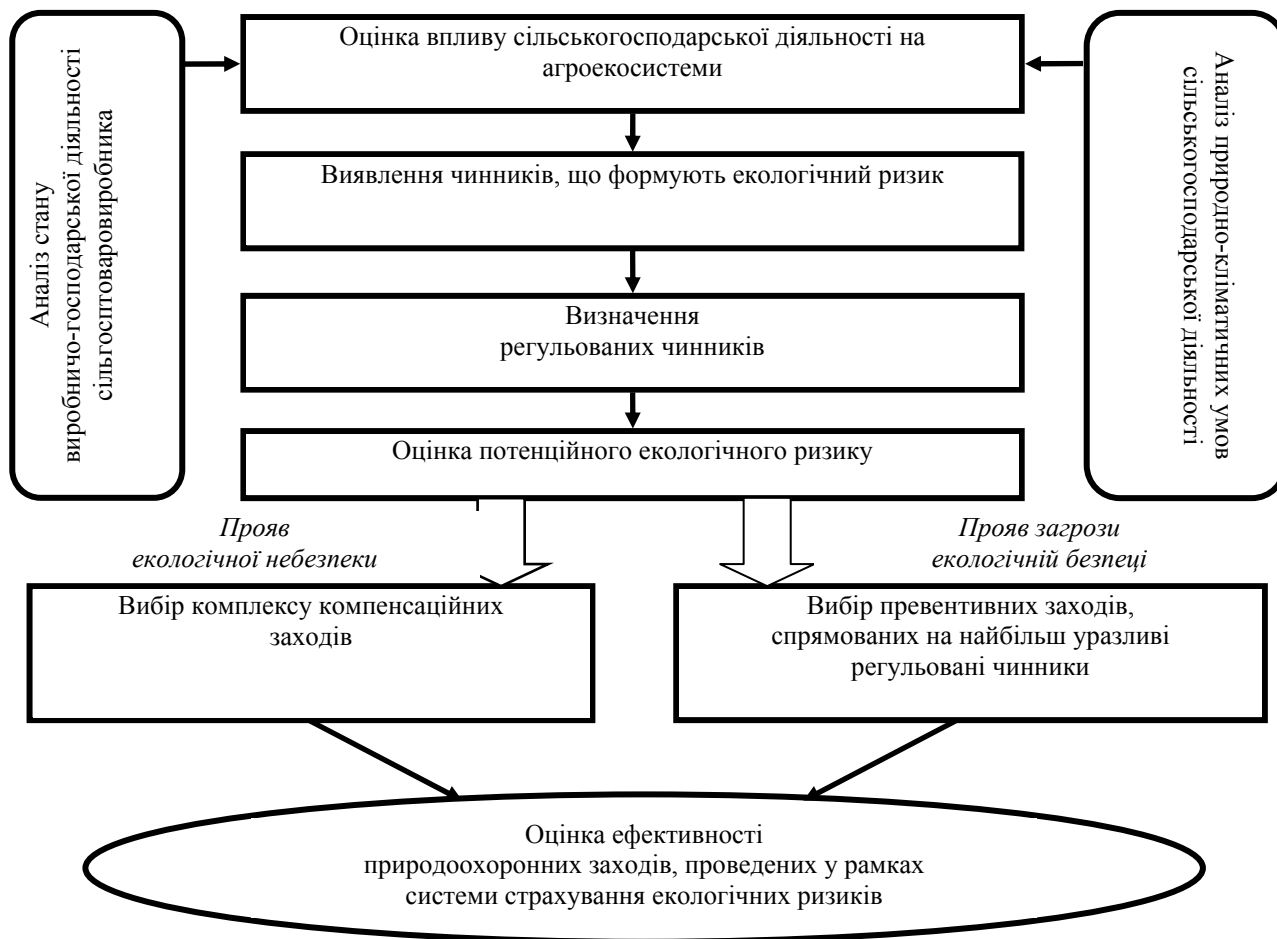 Аналіз стану
виробничо-господарської діяльності
сільгосптоваровиробника
Оцінка впливу сільськогосподарської діяльності на
агроекосистеми
Аналіз природно-кліматичних умов
сільськогосподарської діяльності
Виявлення чинників, що формують екологічний ризик
Визначення
регульованих чинників
Оцінка потенційного екологічного ризику
Прояв
екологічної небезпеки
Прояв загрози
екологічній безпеці
Вибір комплексу компенсаційних
заходів
Вибір превентивних заходів,
спрямованих на найбільш уразливі
регульовані чинники
Оцінка ефективності
природоохоронних заходів, проведених у рамках
системи страхування екологічних ризиків